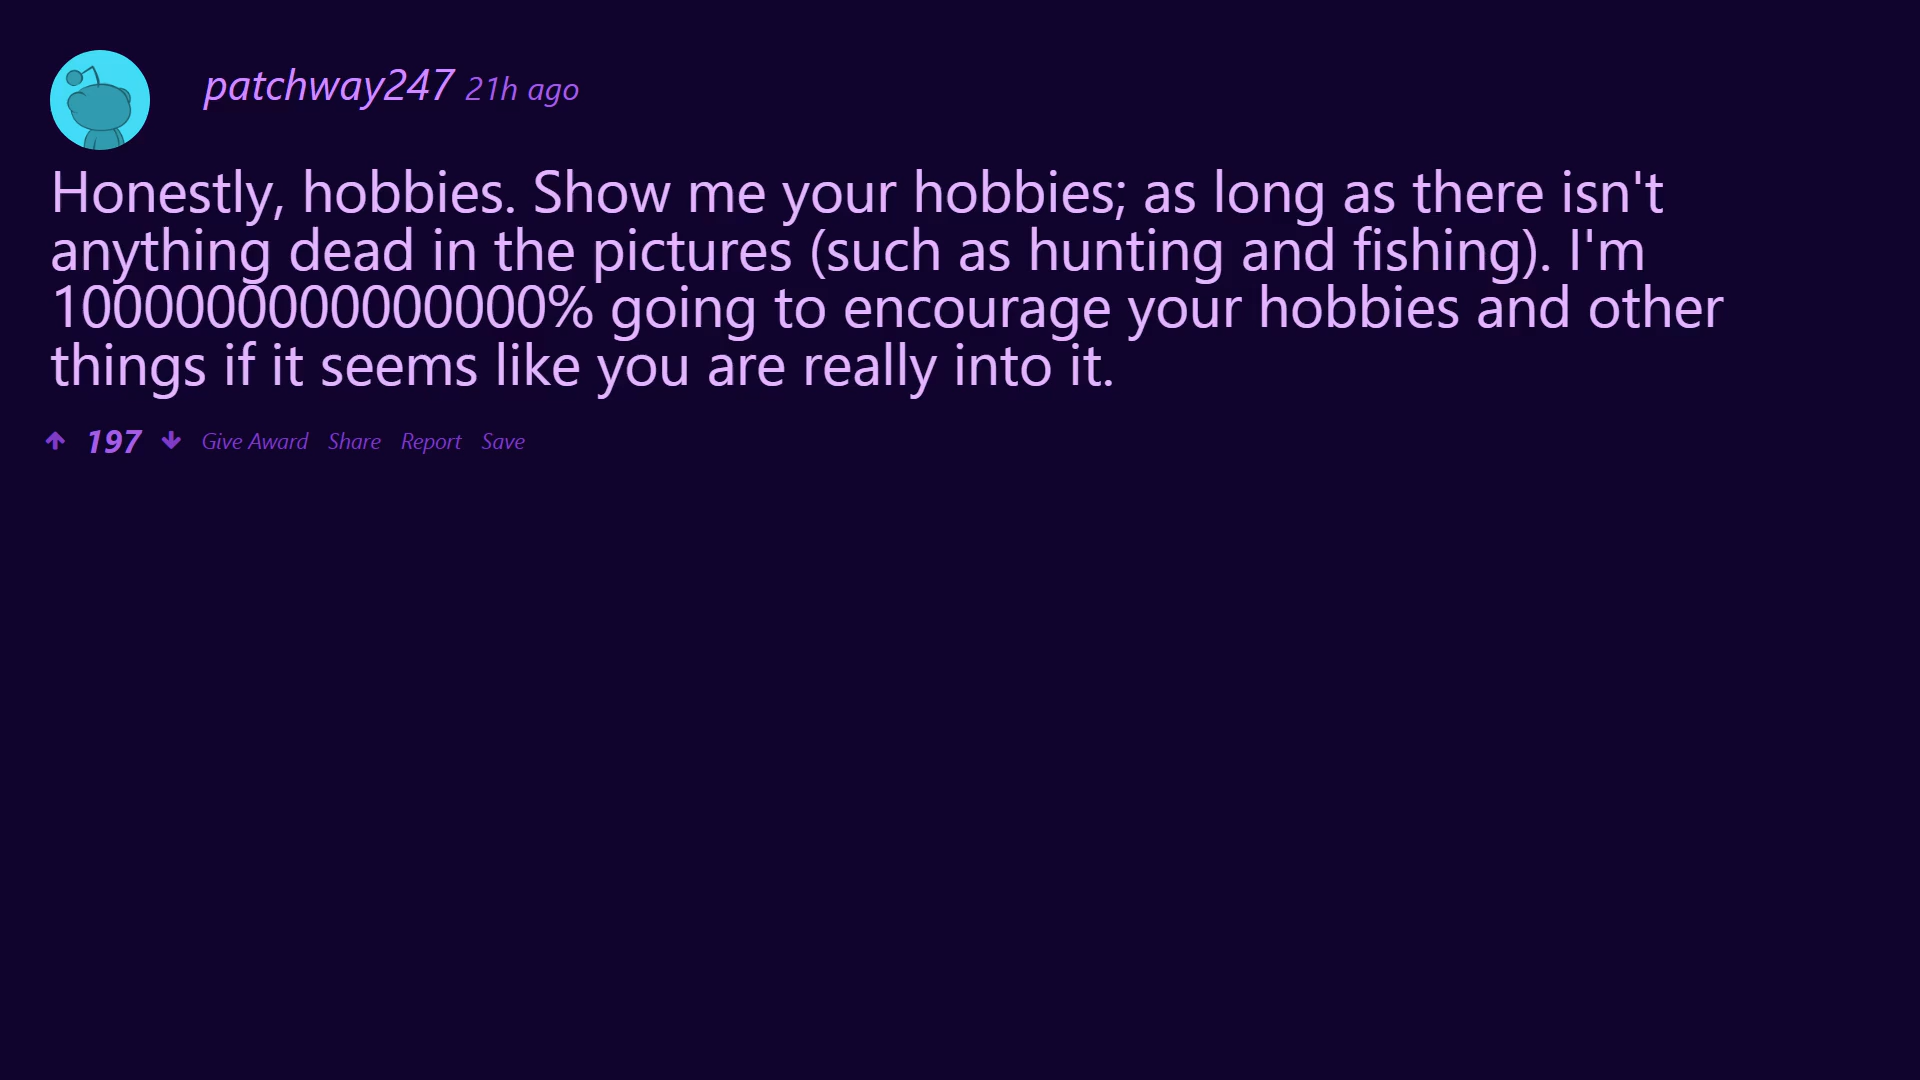 patchway247 21h ago
Honestly, hobbies. Show me your hobbies; as long as there isn't
anything dead in the pictures (such as hunting and fishing). I'm
1000000000000000% going to encourage your hobbies and other
things if it seems like you are really into it.
197 Give Award Share Report Save